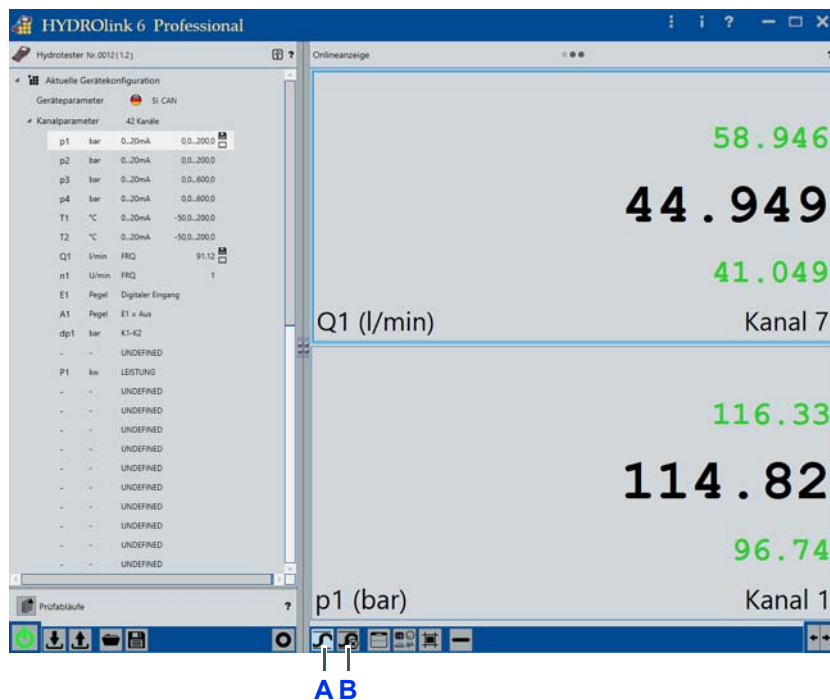 HYDROlink 6 Professional
Hydrotester Nr.0012 (1.2) ?
Aktuelle Gerätekonfiguration
Geräteparameter SI CAN
Kanalparameter 42 Kanäle
p1 bar 0...20mA 0,0...200,0
p2 bar 0...20mA 0,0...200,0
p3 bar 0...20mA 0,0...600,0
p4 bar 0...20mA 0,0...600,0
T1 °C 0...20mA -50,0...200,0
T2 °C 0...20mA -50,0...200,0
Q1 l/min FRQ 91.12
n1 U/min FRQ 1
E1 Pegel Digitaler Eingang
A1 Pegel E1 = Aus
dp1 bar K1-K2
- - UNDEFINED
P1 kw LEISTUNG
- - UNDEFINED
- - UNDEFINED
- - UNDEFINED
- - UNDEFINED
- - UNDEFINED
- - UNDEFINED
- - UNDEFINED
- - UNDEFINED
- - UNDEFINED
- - UNDEFINED
Prüfabläufe ?
i ?
Onlineanzeige
58.946
44.949
41.049
Q1 (l/min) Kanal 7
116.33
114.82
96.74
p1 (bar) Kanal 1
A B